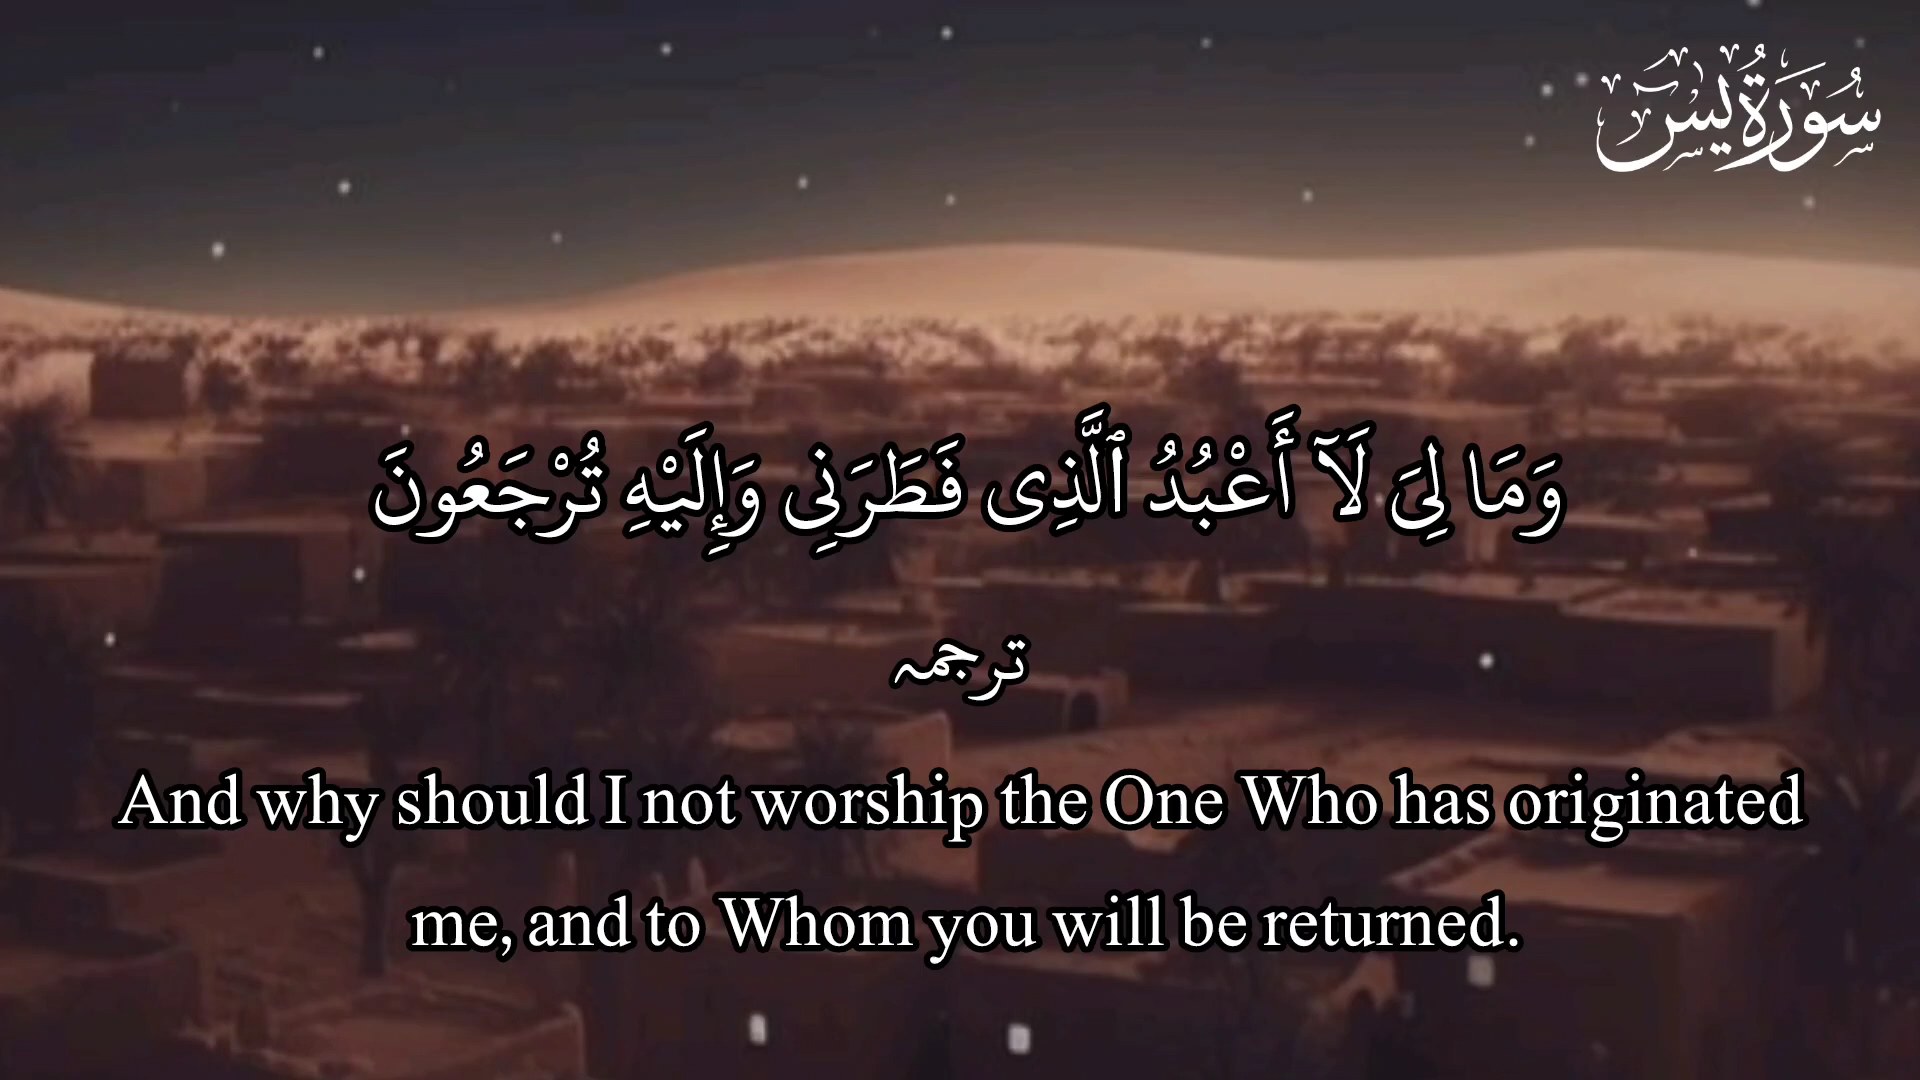 سُورَةُ يسٓ
وَمَا لِىَ لَآ أَعْبُدُ ٱلَّذِى فَطَرَنِى وَإِلَيْهِ تُرْجَعُونَ
ترجمہ
And why should I not worship the One Who has originated
me, and to Whom you will be returned.